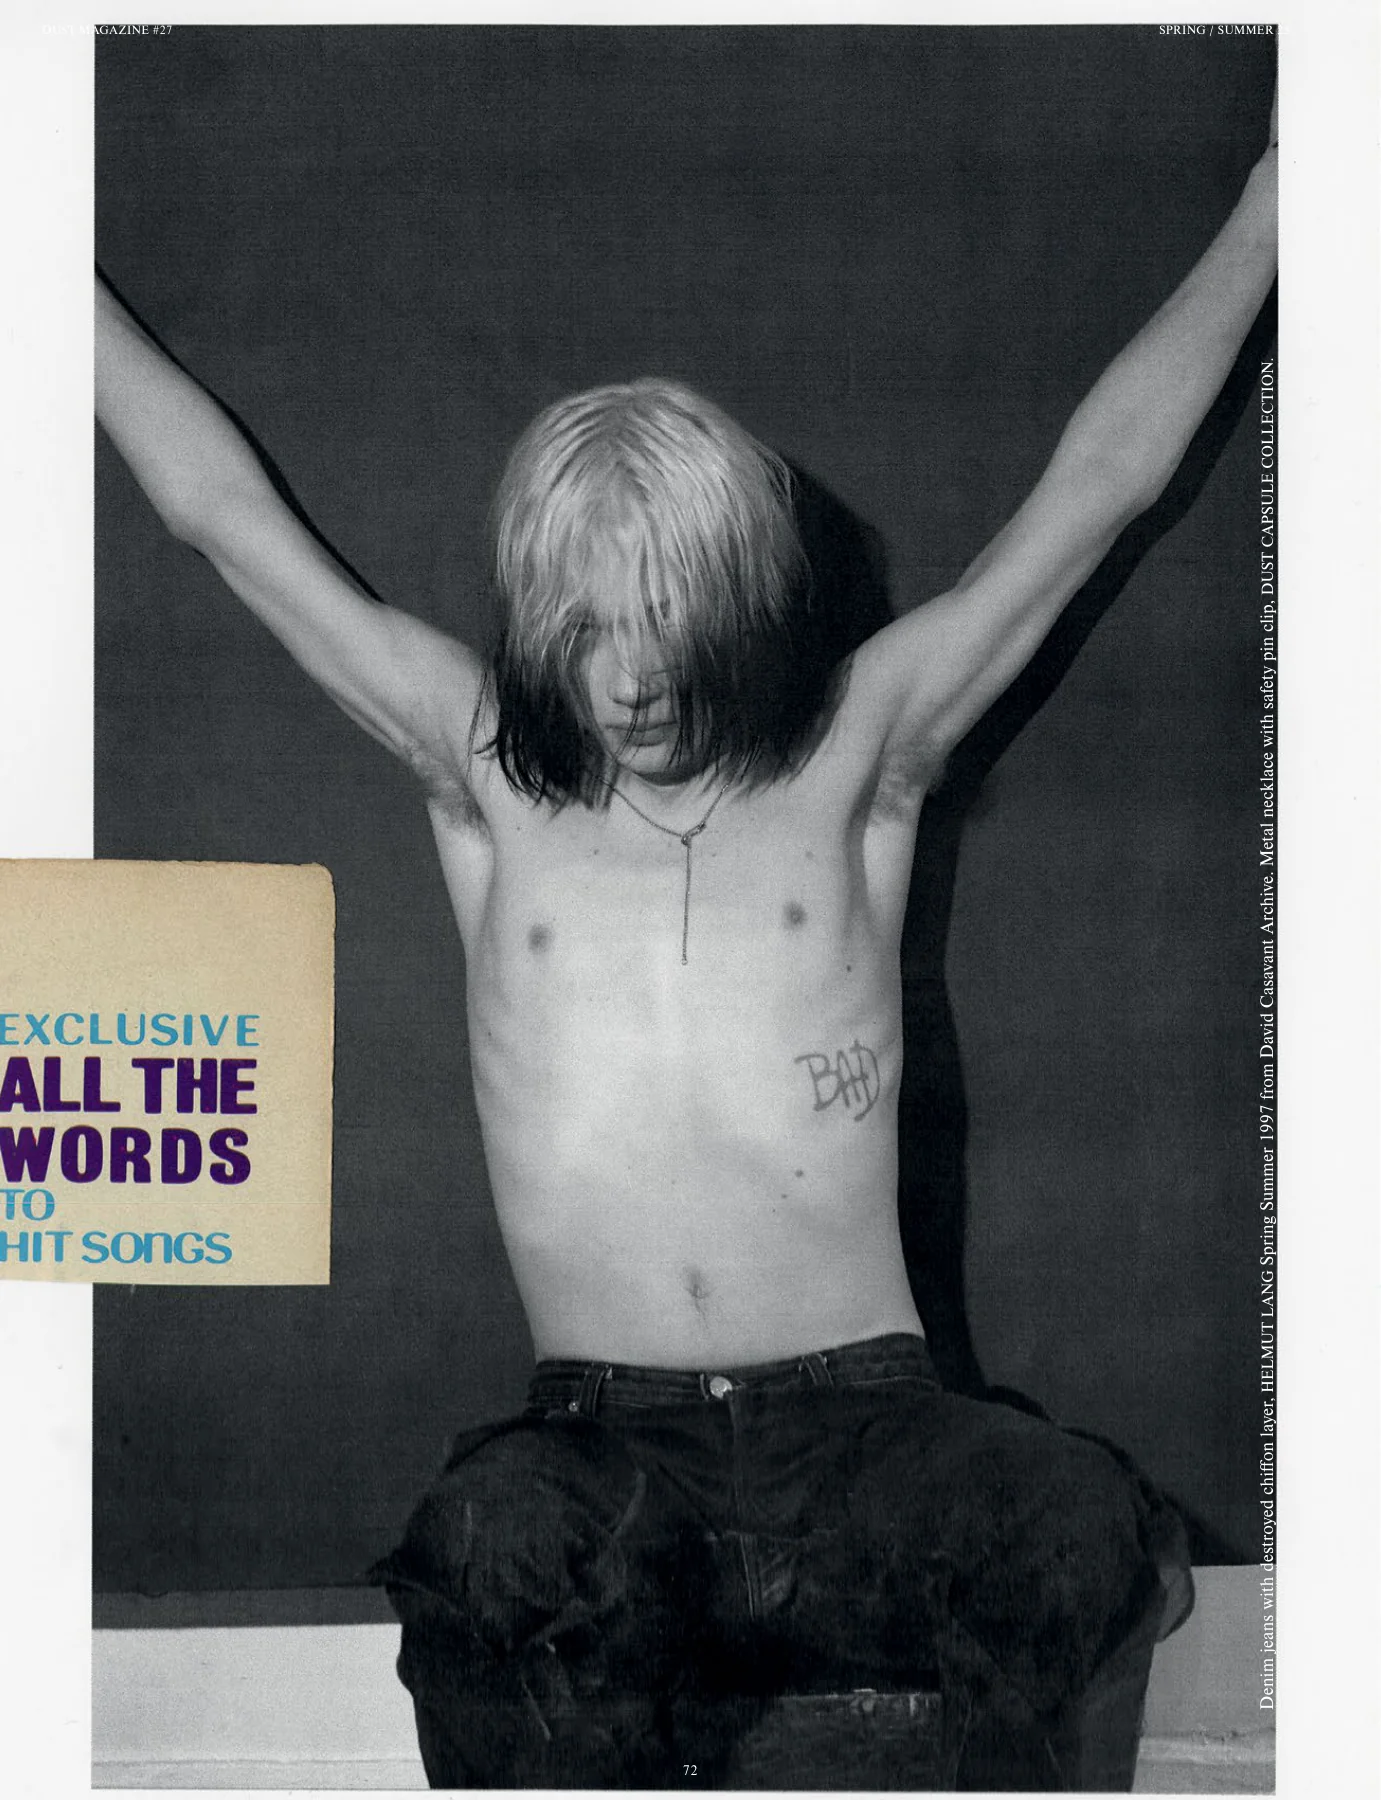 DUST MAGAZINE #27
SPRING / SUMMER
EXCLUSIVE
ALL THE
WORDS
TO
HIT SONGS
BAD
Denim jeans with destroyed chiffon layer, HELMUT LANG Spring Summer 1997 from David Casavant Archive. Metal necklace with safety pin clip, DUST CAPSULE COLLECTION.
72